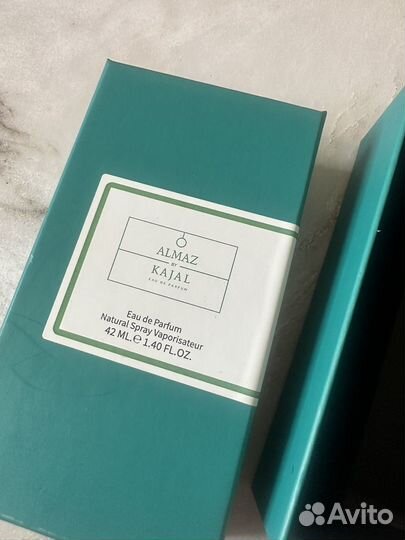 ALMAZ
BY
KAJAL
EAU DE PARFUM
Eau de Parfum
Natural Spray Vaporisateur
42 ML.℮1.40 FL.OZ.
Avito